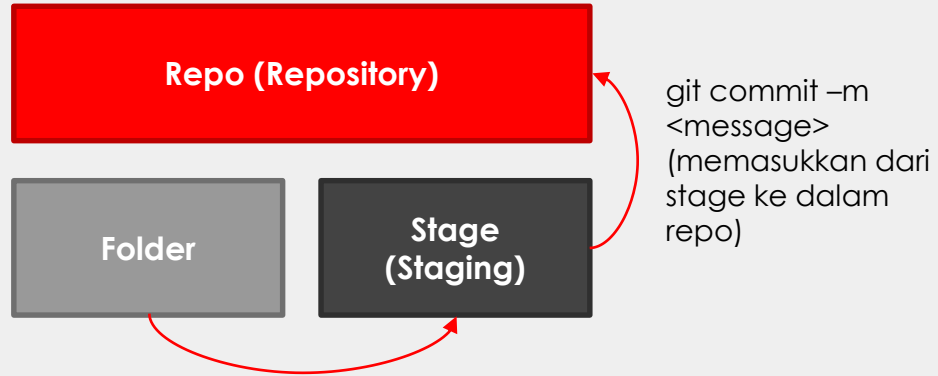 Repo (Repository)
git commit –m
<message>
(memasukkan dari
stage ke dalam
repo)
Folder
Stage
(Staging)